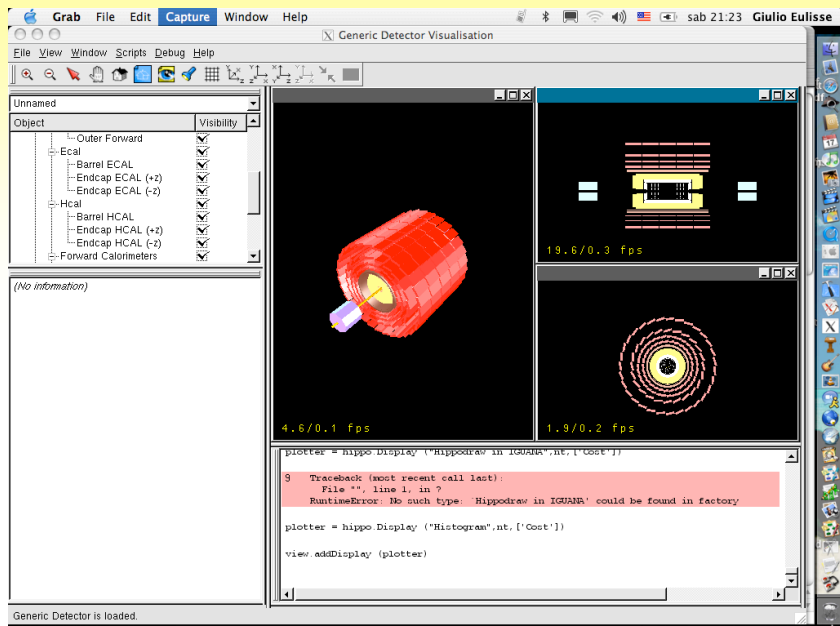 Grab File Edit Capture Window Help sab 21:23 Giulio Eulisse
X Generic Detector Visualisation
File View Window Scripts Debug Help
Unnamed
Object Visibility
Outer Forward
Ecal
Barrel ECAL
Endcap ECAL (+z)
Endcap ECAL (-z)
Hcal
Barrel HCAL
Endcap HCAL (+z)
Endcap HCAL (-z)
Forward Calorimeters
(No information)
4.6/0.1 fps
19.6/0.3 fps
1.9/0.2 fps
plotter = hippo.Display ("Hippodraw in IGUANA",nt,['Cost'])
9 Traceback (most recent call last):
File "", line 1, in ?
RuntimeError: No such type: `Hippodraw in IGUANA' could be found in factory
plotter = hippo.Display ("Histogram",nt,['Cost'])
view.addDisplay (plotter)
Generic Detector is loaded.
17
X